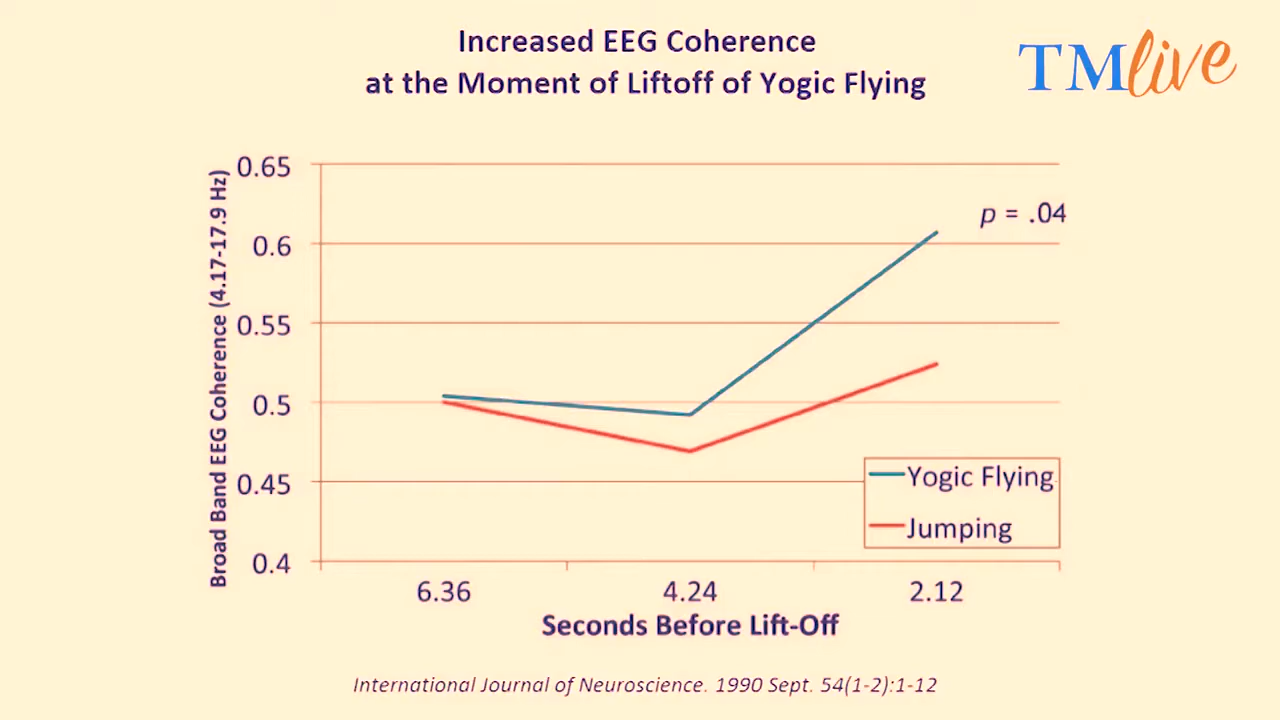 Increased EEG Coherence
at the Moment of Liftoff of Yogic Flying
TMlive
Broad Band EEG Coherence (4.17-17.9 Hz)
0.65
0.6
0.55
0.5
0.45
0.4
p = .04
Yogic Flying
Jumping
6.36 4.24 2.12
Seconds Before Lift-Off
International Journal of Neuroscience. 1990 Sept. 54(1-2):1-12